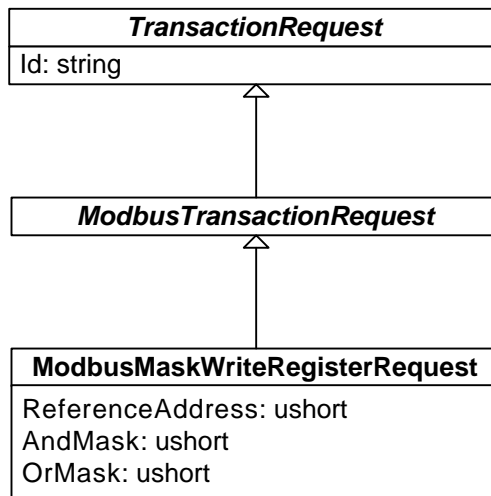 TransactionRequest
Id: string
ModbusTransactionRequest
ModbusMaskWriteRegisterRequest
ReferenceAddress: ushort
AndMask: ushort
OrMask: ushort